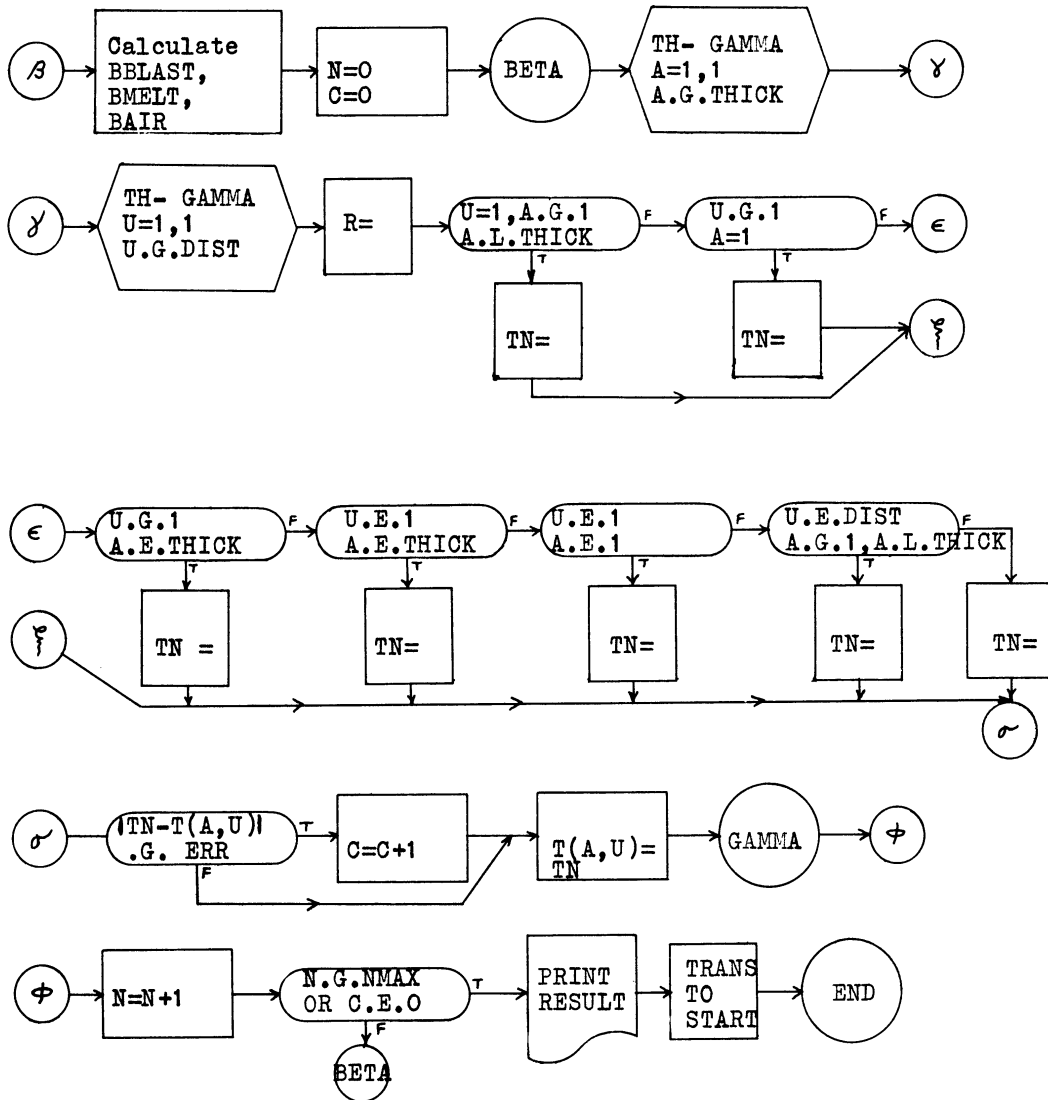 β
Calculate
BBLAST,
BMELT,
BAIR
N=0
C=0
BETA
TH- GAMMA
A=1,1
A.G.THICK
γ
γ
TH- GAMMA
U=1,1
U.G.DIST
R=
U=1,A.G.1
A.L.THICK
F
T
U.G.1
A=1
F
T
ϵ
TN=
TN=
ξ
ϵ
U.G.1
A.E.THICK
F
T
U.E.1
A.E.THICK
F
T
U.E.1
A.E.1
F
T
U.E.DIST
A.G.1,A.L.THICK
F
T
ξ
TN =
TN=
TN=
TN=
TN=
σ
σ
|TN-T(A,U)|
.G. ERR
T
F
C=C+1
T(A,U)=
TN
GAMMA
ϕ
ϕ
N=N+1
N.G.NMAX
OR C.E.O
T
F
BETA
PRINT
RESULT
TRANS
TO
START
END